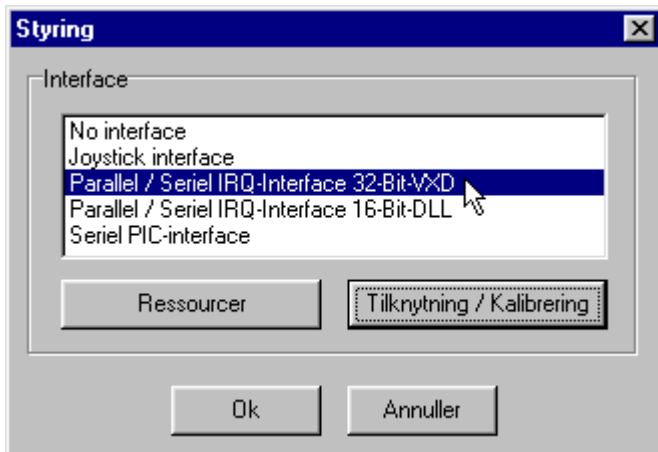 Styring
Interface
No interface
Joystick interface
Parallel / Seriel IRQ-Interface 32-Bit-VXD
Parallel / Seriel IRQ-Interface 16-Bit-DLL
Seriel PIC-interface
Ressourcer
Tilknytning / Kalibrering
Ok
Annuller